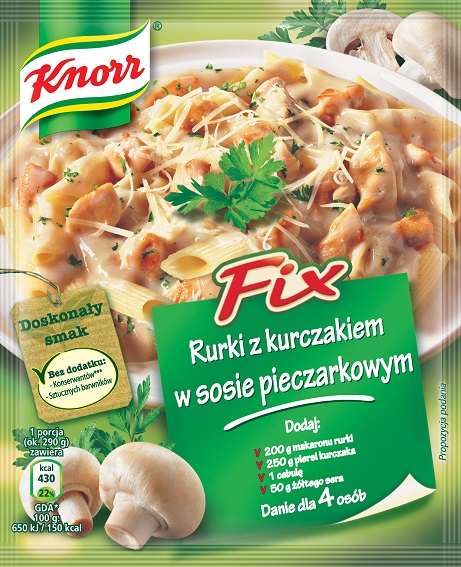 Knorr®
Doskonały
smak
Bez dodatku:
- Konserwantów***
- Sztucznych barwników
1 porcja
(ok. 290 g)
zawiera
kcal
430
22%
GDA*
100 g:
650 kJ / 150 kcal
Fix
Rurki z kurczakiem
w sosie pieczarkowym
Dodaj:
200 g makaronu rurki
250 g piersi kurczaka
1 cebulę
50 g żółtego sera
Danie dla 4 osób
Propozycja podania